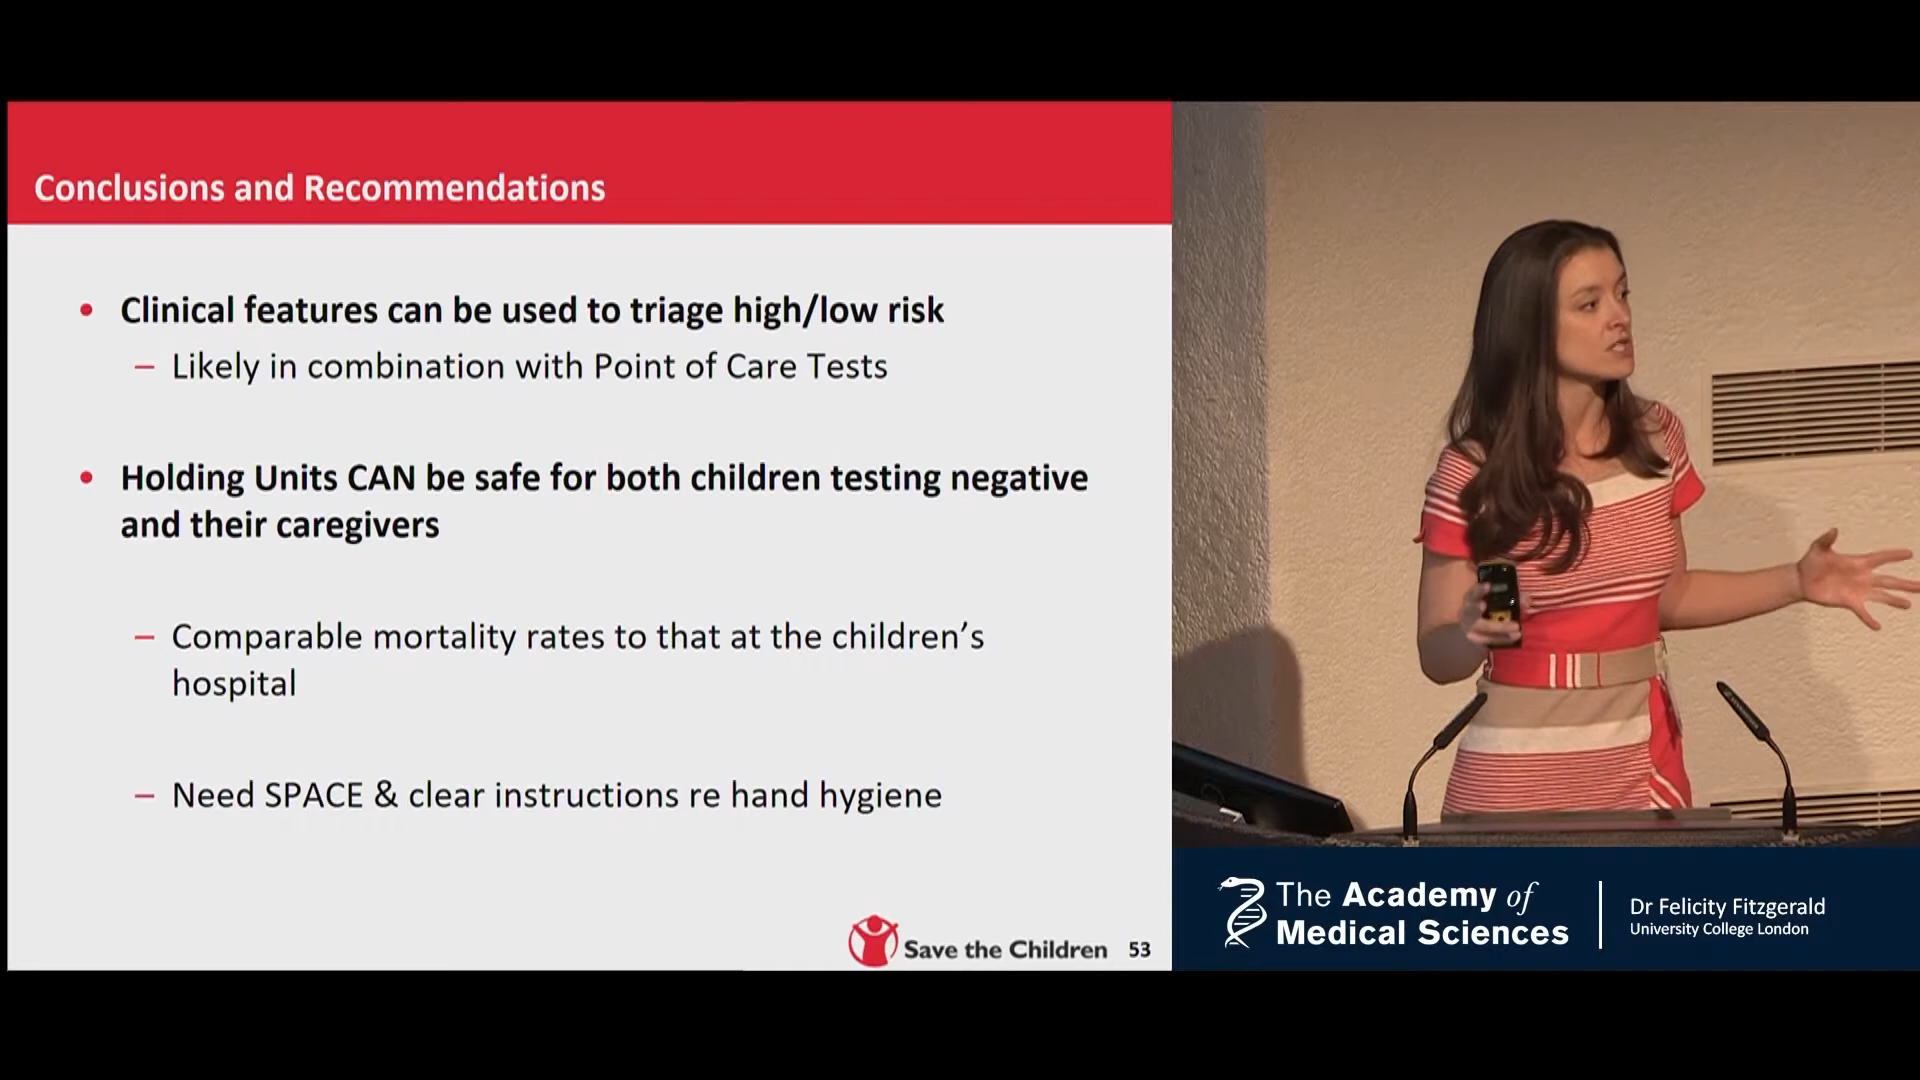 Conclusions and Recommendations
• Clinical features can be used to triage high/low risk
– Likely in combination with Point of Care Tests
• Holding Units CAN be safe for both children testing negative
and their caregivers
– Comparable mortality rates to that at the children’s
hospital
– Need SPACE & clear instructions re hand hygiene
Save the Children 53
The Academy of
Medical Sciences
Dr Felicity Fitzgerald
University College London